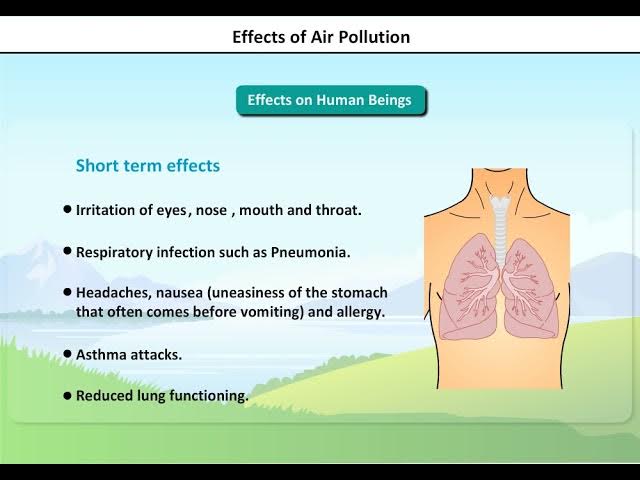 Effects of Air Pollution
Effects on Human Beings
Short term effects
• Irritation of eyes, nose , mouth and throat.
• Respiratory infection such as Pneumonia.
• Headaches, nausea (uneasiness of the stomach
that often comes before vomiting) and allergy.
• Asthma attacks.
• Reduced lung functioning.